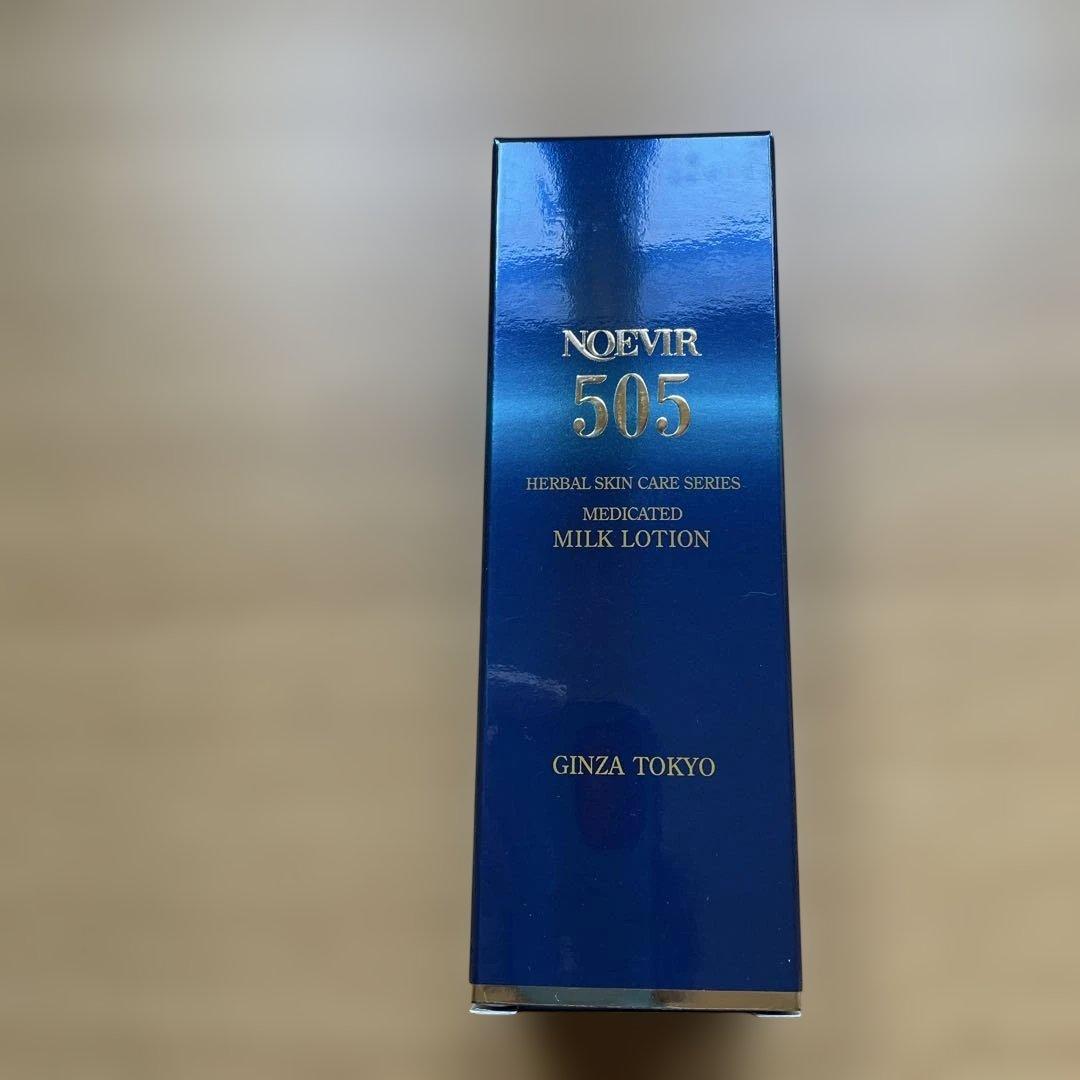 NOEVIR
505
HERBAL SKIN CARE SERIES
MEDICATED
MILK LOTION
GINZA TOKYO